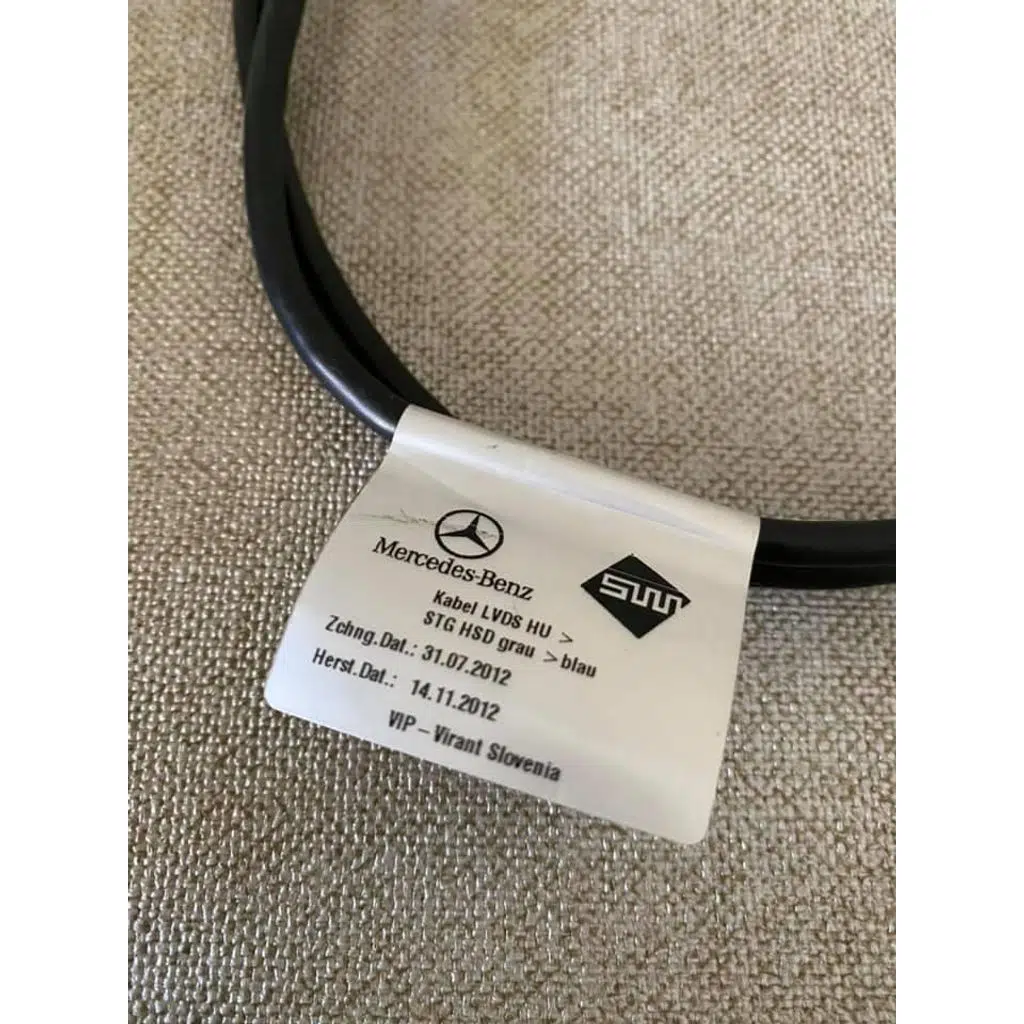 Mercedes-Benz
SWM
Kabel LVDS HU >
STG HSD grau > blau
Zchng.Dat.: 31.07.2012
Herst.Dat.: 14.11.2012
VIP – Virant Slovenia